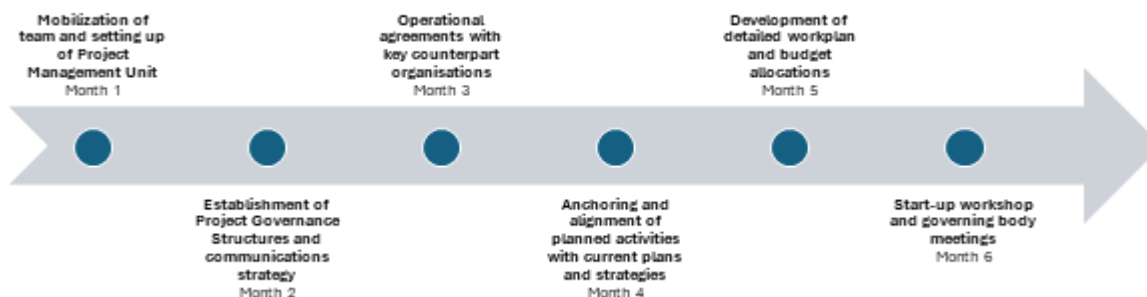 Mobilization of
team and setting up
of Project
Management Unit
Month 1
Operational
agreements with
key counterpart
organisations
Month 3
Development of
detailed workplan
and budget
allocations
Month 5
Establishment of
Project Governance
Structures and
communications
strategy
Month 2
Anchoring and
alignment of
planned activities
with current plans
and strategies
Month 4
Start-up workshop
and governing body
meetings
Month 6